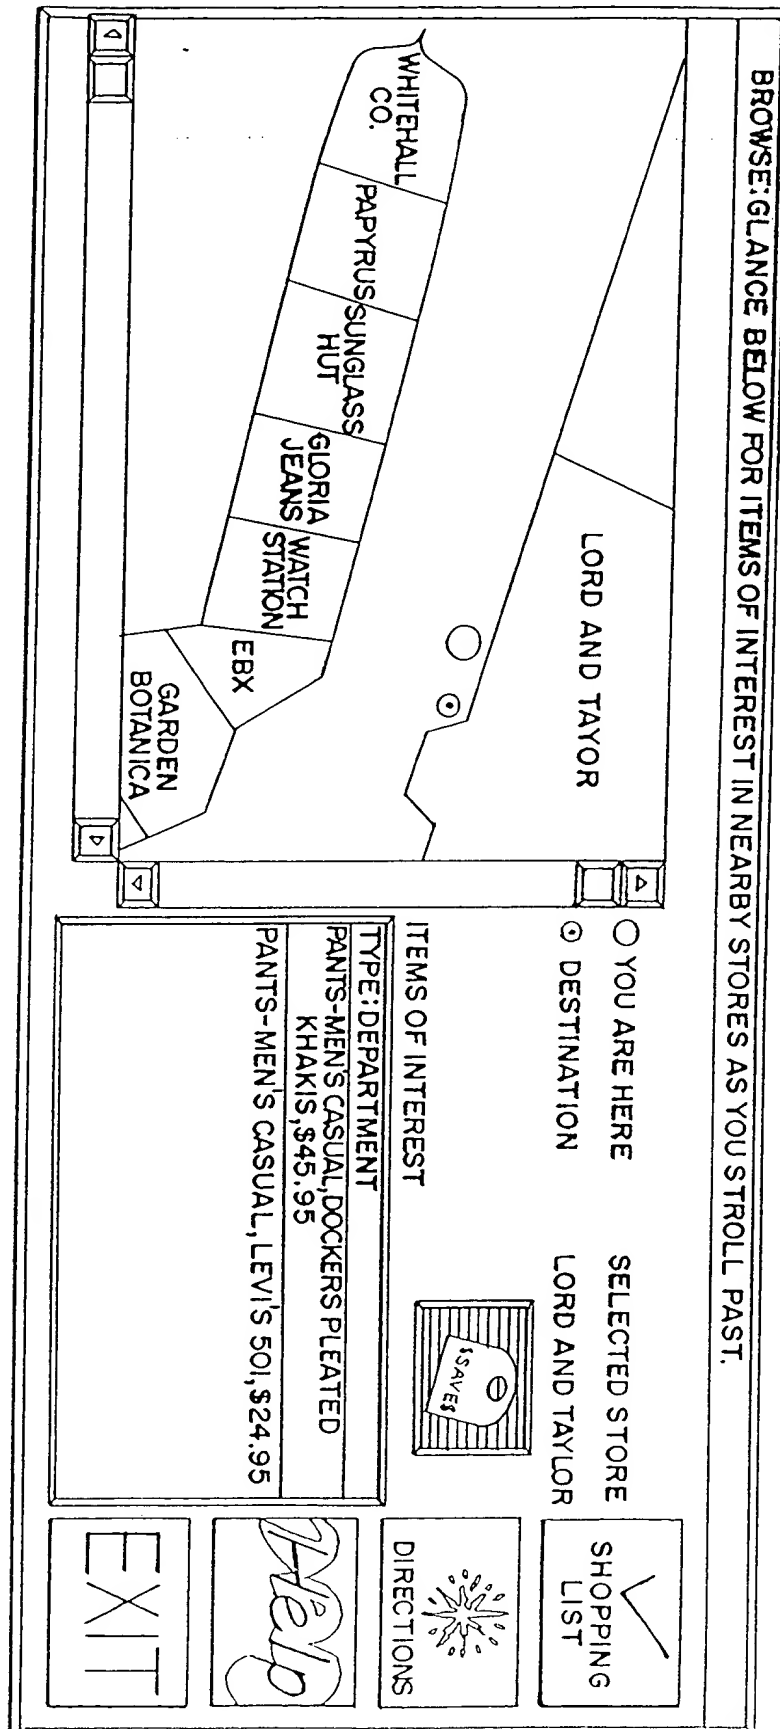 BROWSE: GLANCE BELOW FOR ITEMS OF INTEREST IN NEARBY STORES AS YOU STROLL PAST.
WHITEHALL
CO.
PAPYRUS
SUNGLASS
HUT
GLORIA
JEANS
WATCH
STATION
EBX
GARDEN
BOTANICA
LORD AND TAYOR
YOU ARE HERE
DESTINATION
SELECTED STORE
LORD AND TAYLOR
ITEMS OF INTEREST
$SAVE$
TYPE: DEPARTMENT
PANTS-MEN'S CASUAL, DOCKERS PLEATED
KHAKIS, $45.95
PANTS-MEN'S CASUAL, LEVI'S 501, $24.95
SHOPPING
LIST
DIRECTIONS
Help
EXIT